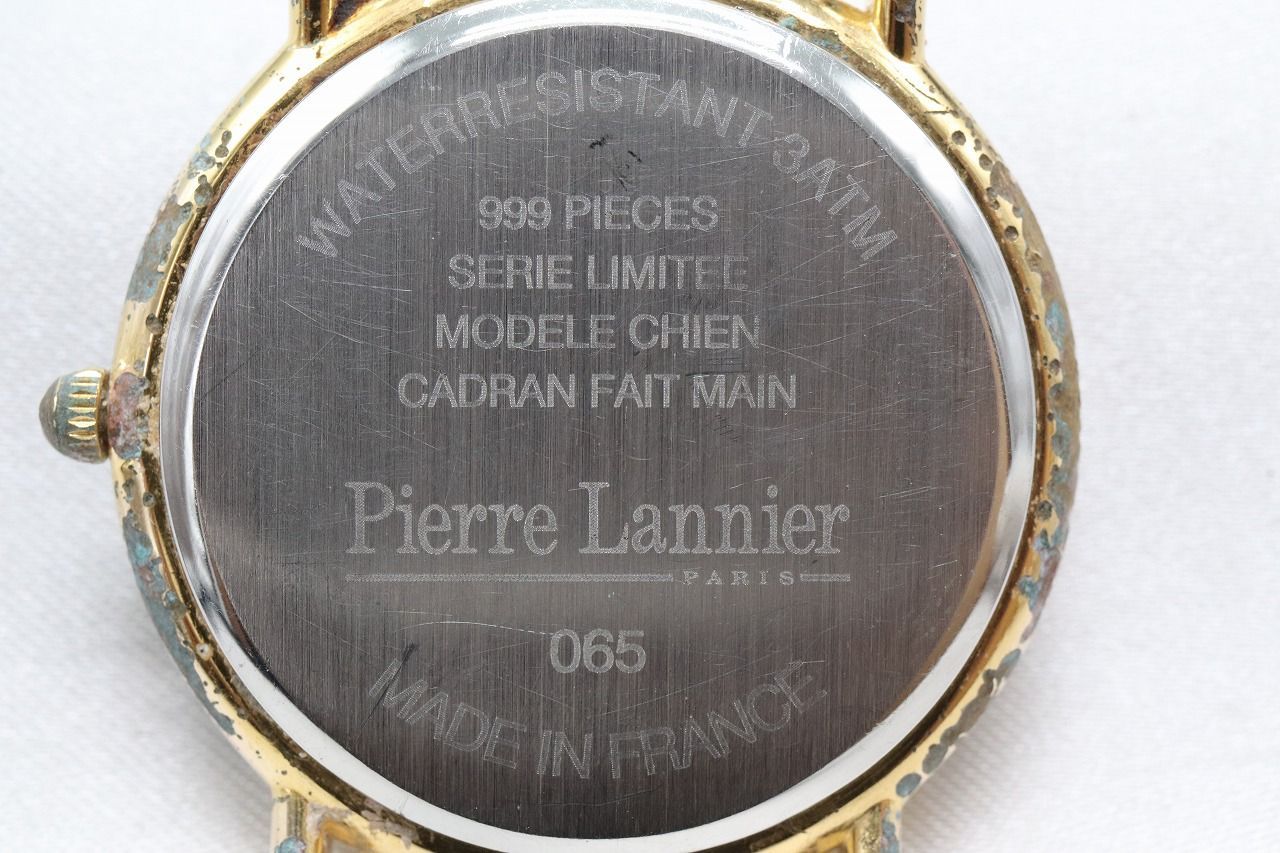 WATERRESISTANT 3ATM
999 PIECES
SERIE LIMITEE
MODELE CHIEN
CADRAN FAIT MAIN
Pierre Lannier
PARIS
065
MADE IN FRANCE